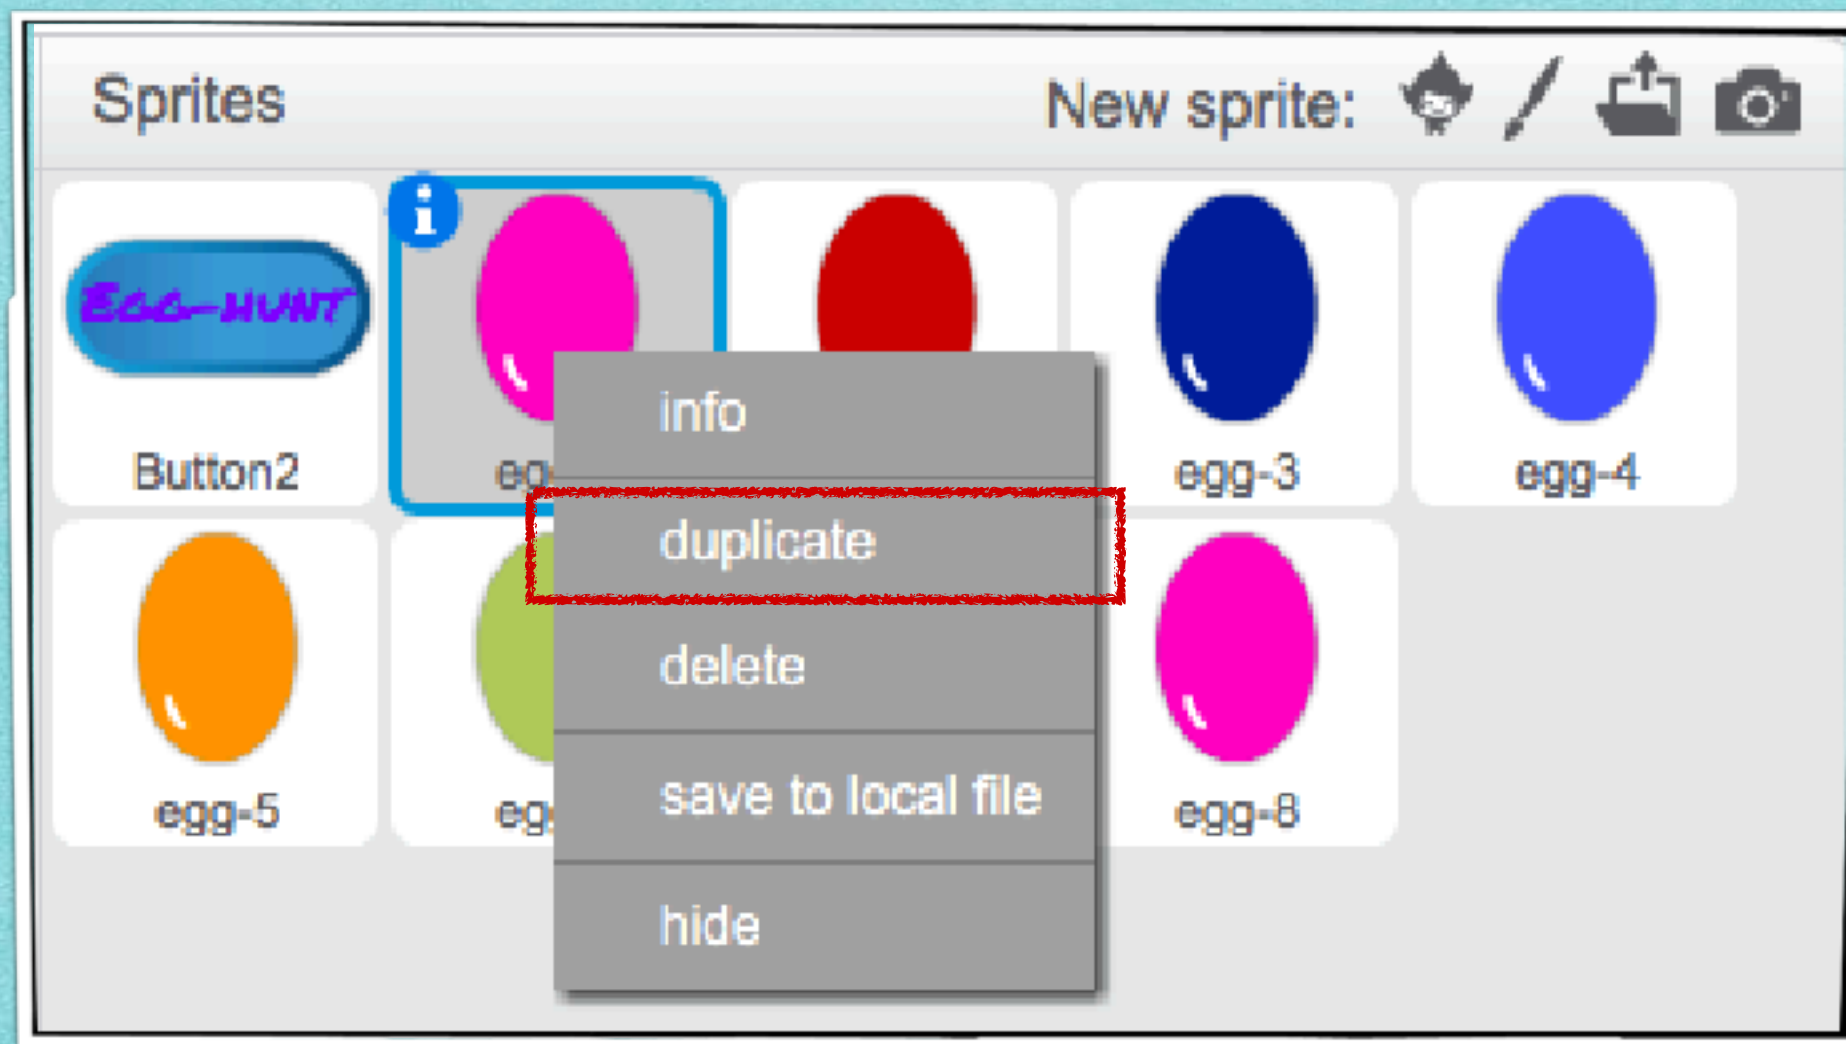 Sprites
New sprite:
EGG-HUNT
Button2
egg-3
egg-4
info
duplicate
delete
save to local file
hide
egg-5
egg-8